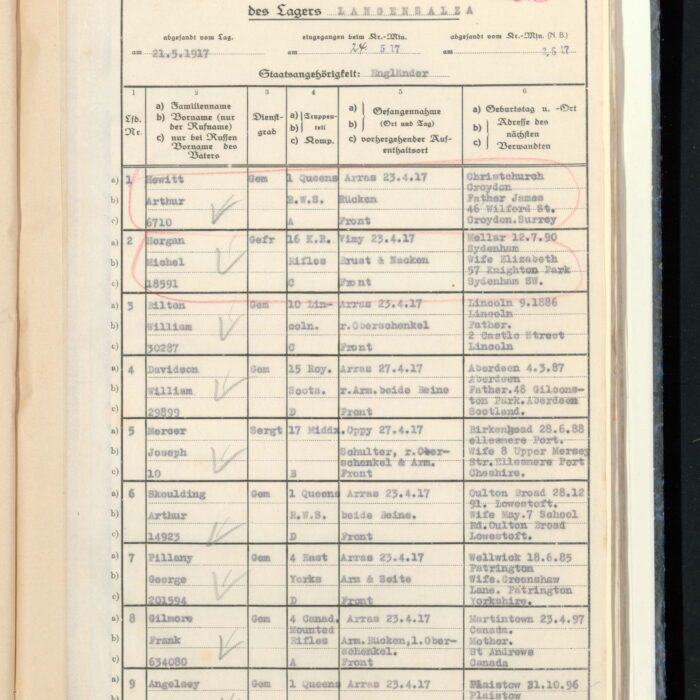 des Lagers LANGENSALZA
abgesandt vom Lag. eingegangen beim Kr.-Min. abgesandt vom Kr.-Min. (N. B.)
am 21.5.1917 am 24. 5 17 am 2.6 17
Staatsangehörigkeit: Engländer
1 2 3 4 5 6
Lfd. Nr.
a) Familienname
b) Vorname (nur der Rufname)
c) nur bei Russen Vorname des Vaters
Dienstgrad
a) Truppenteil
b)
c) Komp.
a) Gefangennahme
b) (Ort und Tag)
c) vorhergehender Aufenthaltsort
a) Geburtstag u. -Ort
b) Adresse des
c) nächsten Verwandten
a) 1 Hewitt Gem 1 Queens Arras 23.4.17 Christchurch
Croydon
b) Arthur R.W.S. Rücken Father James
46 Wilford St.
c) 6710 A Front Croydon.Surrey
a) 2 Horgan Gefr 16 K.R. Vimy 23.4.17 Mellar 12.7.90
Sydenham
b) Michel Rifles Brust & Nacken Wife Elizabeth
57 Knighton Park
c) 18591 C Front Sydenham SW.
a) 3 Bilton Gem 10 Lin- Arras 23.4.17 Lincoln 9.1886
Lincoln
b) William coln. r.Oberschenkel Father.
2 Castle Street
c) 30287 C Front Lincoln
a) 4 Davidson Gem 15 Roy. Arras 27.4.17 Aberdeen 4.3.87
Aberdeen
b) William Scots. r.Arm.beide Beine Father.48 Gilcoms-
ton Park.Aberdeen
c) 29899 D Front Scotland.
a) 5 Mercer Sergt 17 Middx. Oppy 27.4.17 Birkenhead 28.6.88
ellesmere Port.
b) Joseph Schulter, r.Ober- Wife 8 Upper Mersey
schenkel & Arm. Str.Ellesmere Port
c) 10 B Front Cheshire.
a) 6 Skoulding Gem 1 Queens Arras 23.4.17 Oulton Broad 28.12
91. Lowestoft.
b) Arthur R.W.S. beide Beine. Wife May.7 School
Rd.Oulton Broad
c) 14923 D Front Lowestoft.
a) 7 Pillany Gem 4 East Arras 23.4.17 Wellwick 18.6.85
Patrington
b) George Yorks Arm & Seite Wife.Greenshaw
Lane. Patrington
c) 201594 D Front Yorkshire.
a) 8 Gilmore Gem 4 Canad. Arras 23.4.17 Martintown 23.4.97
Mounted Canada.
b) Frank Rifles Arm.Rücken,l.Ober- Mother.
schenkel. St Andrews
c) 634080 A Front Canada
a) 9 Angelsey Gem 1 Queens Arras 23.4.17 Plaistow 31.10.96
Plaistow
b)